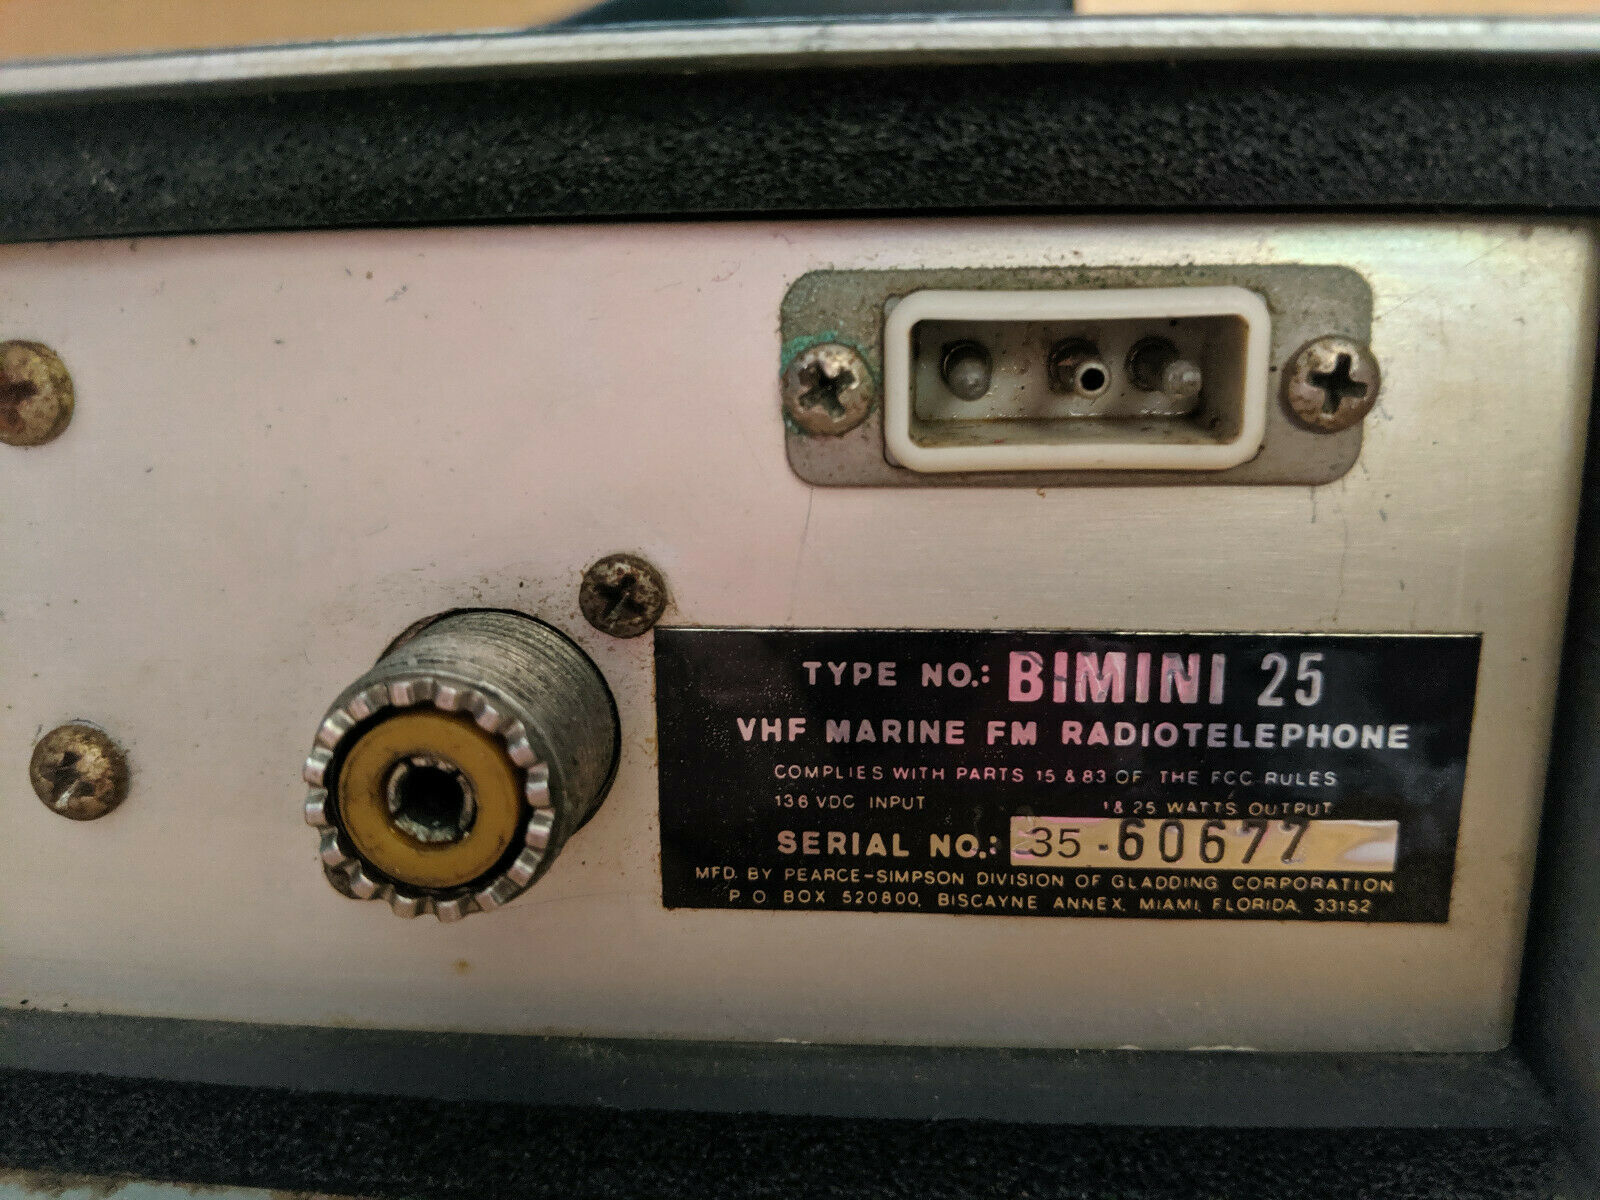 TYPE NO.: BIMINI 25
VHF MARINE FM RADIOTELEPHONE
COMPLIES WITH PARTS 15 & 83 OF THE FCC RULES
13.6 VDC INPUT 1 & 25 WATTS OUTPUT
SERIAL NO.: 35-60677
MFD. BY PEARCE-SIMPSON DIVISION OF GLADDING CORPORATION
P.O. BOX 520800, BISCAYNE ANNEX, MIAMI, FLORIDA, 33152